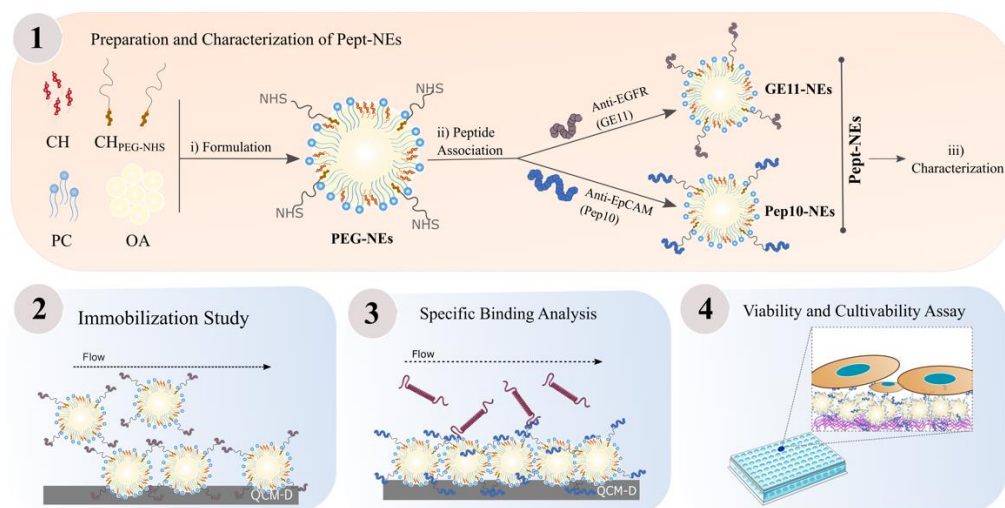 1
Preparation and Characterization of Pept-NEs
CH
CHPEG-NHS
PC
OA
i) Formulation
NHS
NHS
NHS
NHS
PEG-NEs
ii) Peptide
Association
Anti-EGFR
(GE11)
Anti-EpCAM
(Pep10)
GE11-NEs
Pep10-NEs
Pept-NEs
iii)
Characterization
2
Immobilization Study
Flow
QCM-D
3
Specific Binding Analysis
Flow
QCM-D
4
Viability and Cultivability Assay